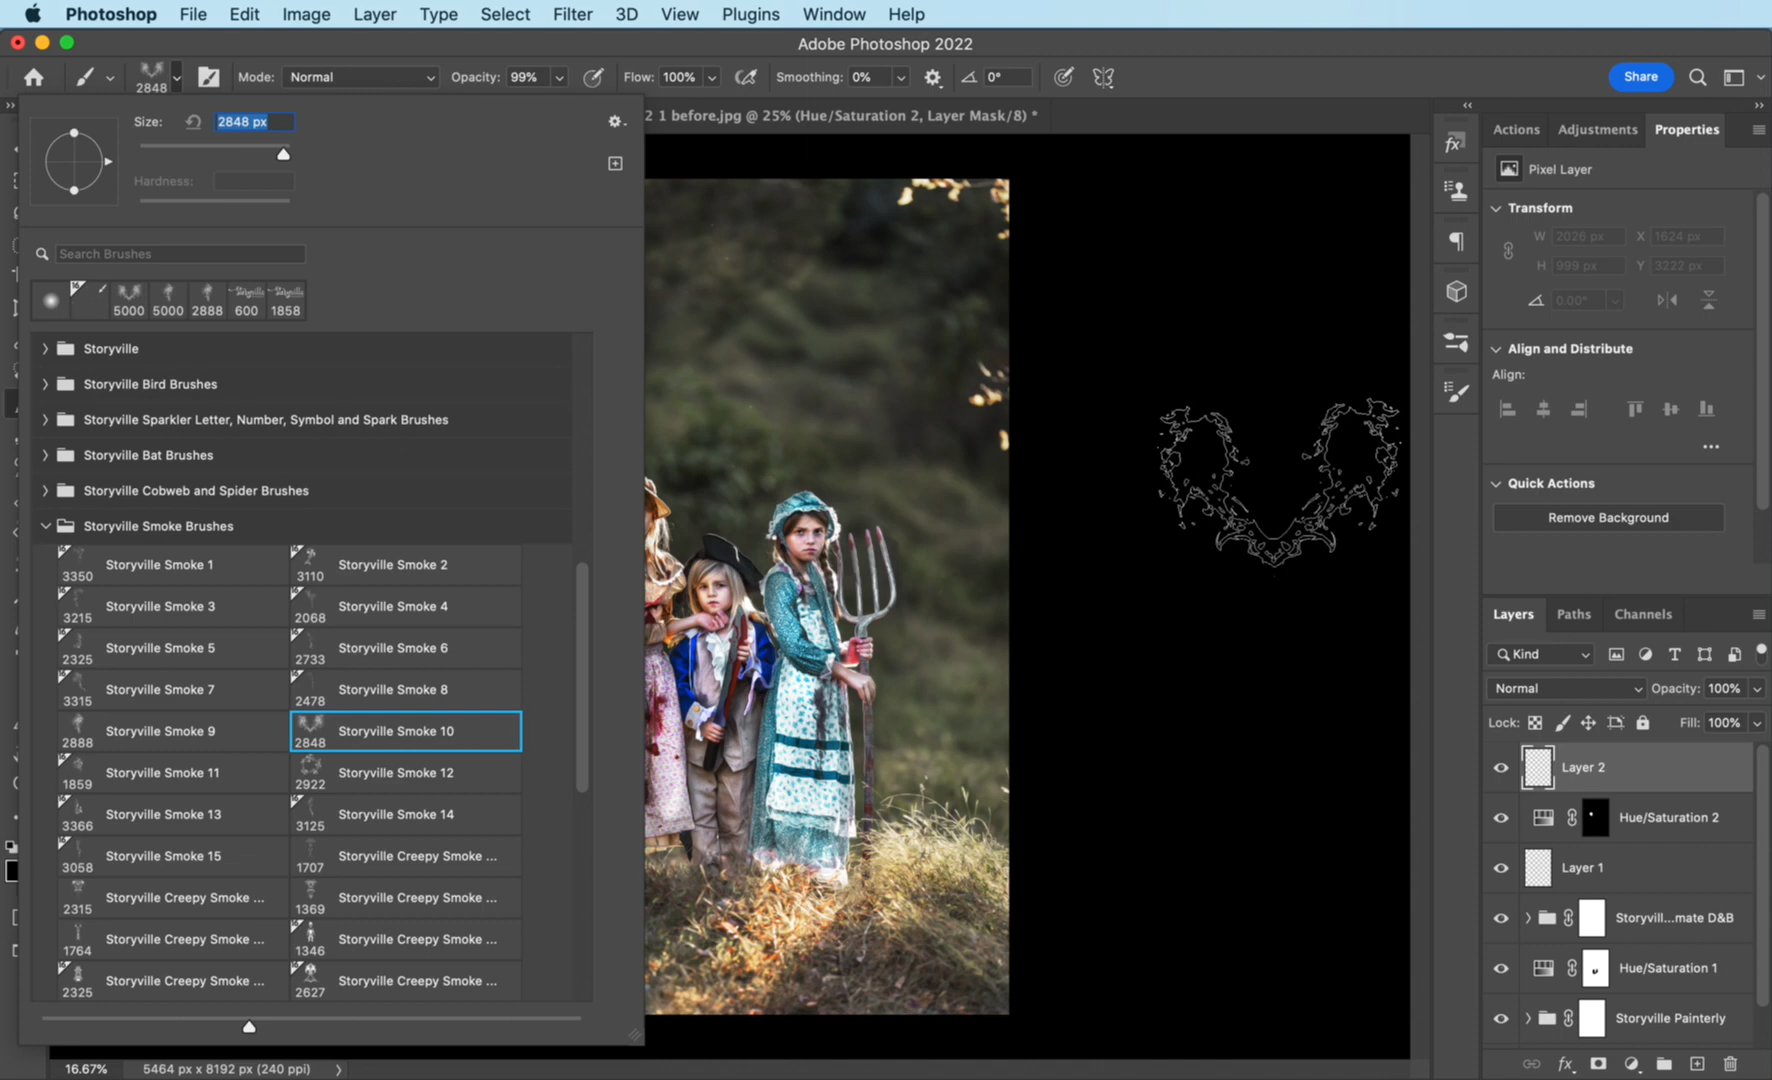 Photoshop File Edit Image Layer Type Select Filter 3D View Plugins Window Help
Adobe Photoshop 2022
2848 Mode: Normal Opacity: 99% Flow: 100% Smoothing: 0% 0° Share
Size: 2848 px
Hardness:
Search Brushes
5000 5000 2888 600 1858
Storyville
Storyville Bird Brushes
Storyville Sparkler Letter, Number, Symbol and Spark Brushes
Storyville Bat Brushes
Storyville Cobweb and Spider Brushes
Storyville Smoke Brushes
3350 Storyville Smoke 1 3110 Storyville Smoke 2
3215 Storyville Smoke 3 2068 Storyville Smoke 4
2325 Storyville Smoke 5 2733 Storyville Smoke 6
3315 Storyville Smoke 7 2478 Storyville Smoke 8
2888 Storyville Smoke 9 2848 Storyville Smoke 10
1859 Storyville Smoke 11 2922 Storyville Smoke 12
3366 Storyville Smoke 13 3125 Storyville Smoke 14
3058 Storyville Smoke 15 1707 Storyville Creepy Smoke ...
2315 Storyville Creepy Smoke ... 1369 Storyville Creepy Smoke ...
1764 Storyville Creepy Smoke ... 1346 Storyville Creepy Smoke ...
2325 Storyville Creepy Smoke ... 2627 Storyville Creepy Smoke ...
2 1 before.jpg @ 25% (Hue/Saturation 2, Layer Mask/8) *
16.67% 5464 px x 8192 px (240 ppi)
Actions Adjustments Properties
Pixel Layer
Transform
W 2026 px X 1824 px
H 999 px Y 3222 px
0.00°
Align and Distribute
Align:
Quick Actions
Remove Background
Layers Paths Channels
Kind
Normal Opacity: 100%
Lock: Fill: 100%
Layer 2
Hue/Saturation 2
Layer 1
Storyvill...mate D&B
Hue/Saturation 1
Storyville Painterly
fx